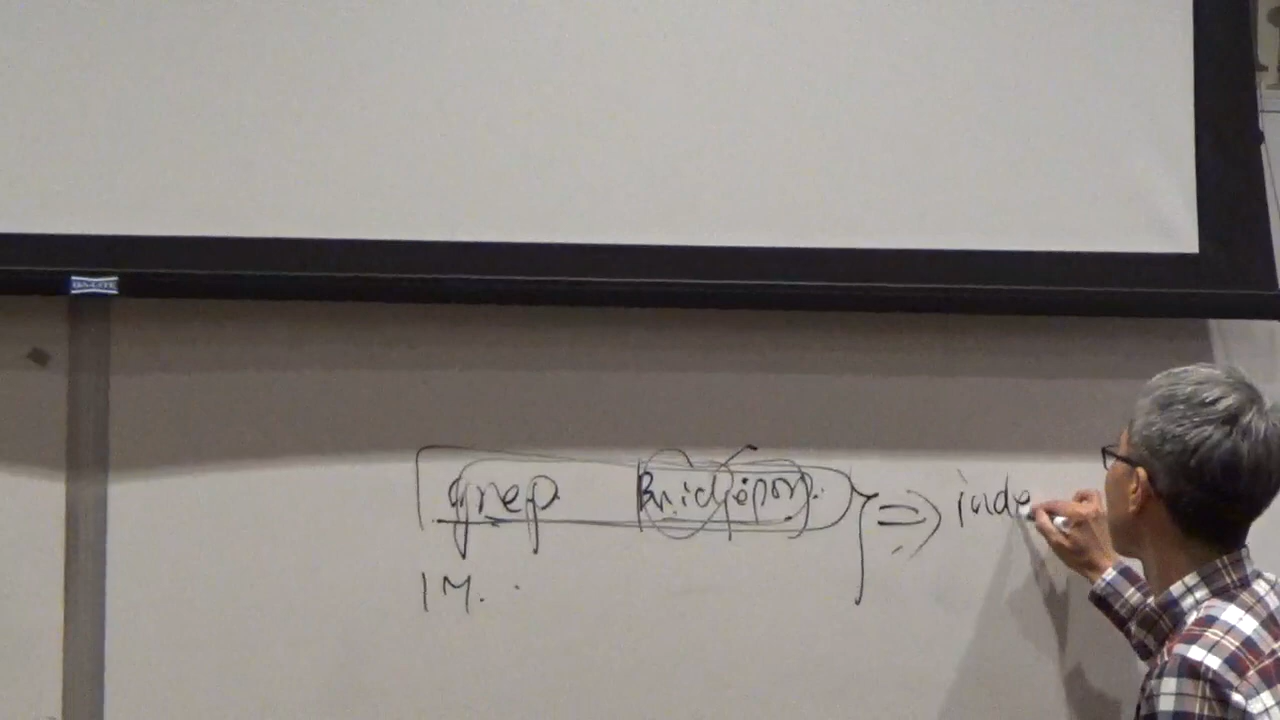 grep Bridgeport => inde
1M.